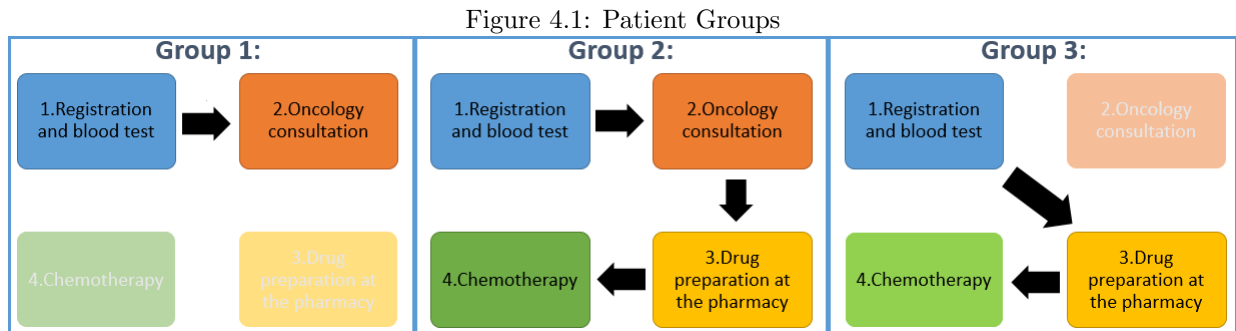 Figure 4.1: Patient Groups
Group 1:
1.Registration
and blood test
2.Oncology
consultation
4.Chemotherapy
3.Drug
preparation at
the pharmacy
Group 2:
1.Registration
and blood test
2.Oncology
consultation
4.Chemotherapy
3.Drug
preparation at
the pharmacy
Group 3:
1.Registration
and blood test
2.Oncology
consultation
4.Chemotherapy
3.Drug
preparation at
the pharmacy